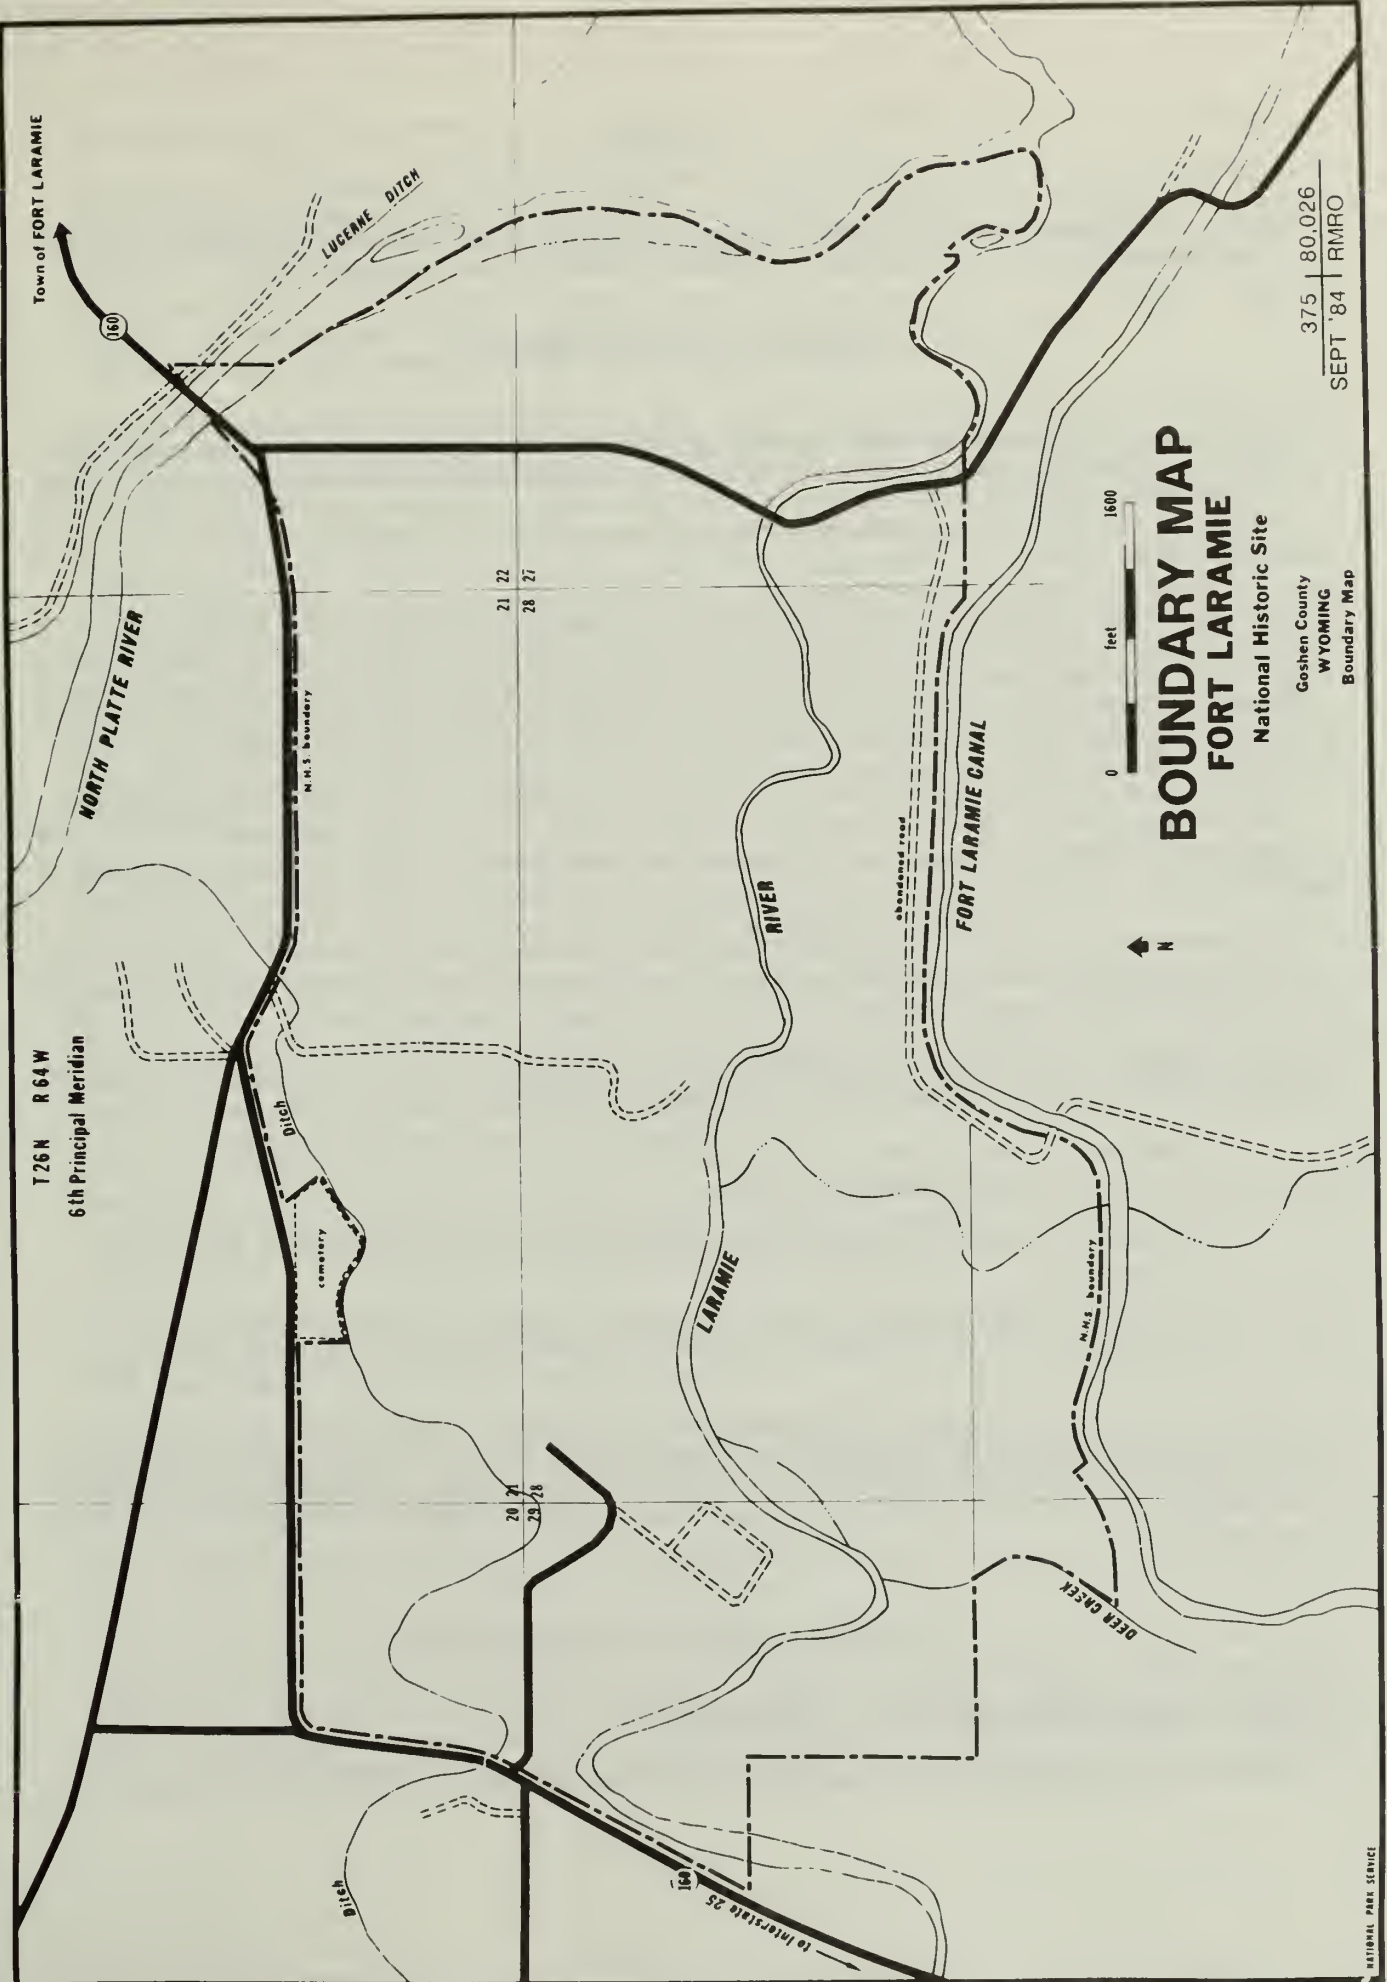 Town of FORT LARAMIE
160
LUCERNE DITCH
NORTH PLATTE RIVER
T 26 N R 64 W
6th Principal Meridian
N.H.S. boundary
21 22
28 27
Ditch
cemetery
RIVER
LARAMIE
abandoned road
FORT LARAMIE CANAL
N.H.S. boundary
20 21
29 28
DEER CREEK
Ditch
160
to Interstate 25
0 feet 1600
BOUNDARY MAP
FORT LARAMIE
National Historic Site
Goshen County
WYOMING
Boundary Map
N
375 | 80,026
SEPT '84 | RMRO
NATIONAL PARK SERVICE